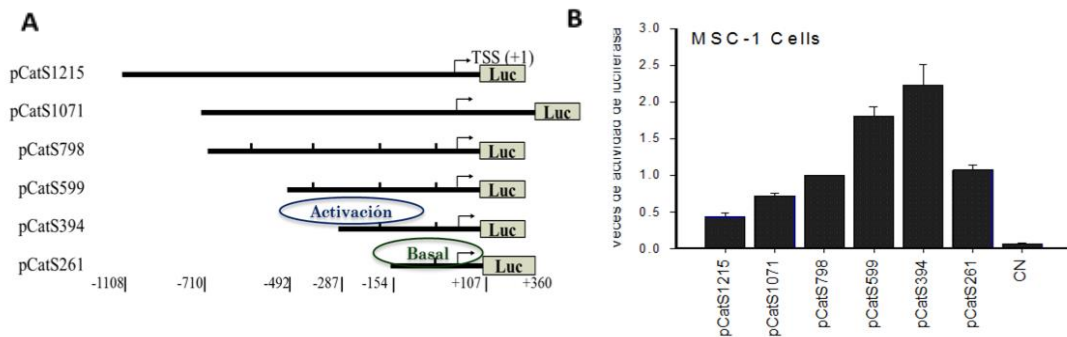 A
TSS (+1)
pCatS1215
Luc
pCatS1071
Luc
pCatS798
Luc
pCatS599
Luc
Activación
pCatS394
Luc
Basal
pCatS261
Luc
-1108
-710
-492
-287
-154
+107
+360
B
MSC-1 Cells
Veces de actividad de luciferasa
3.0
2.5
2.0
1.5
1.0
0.5
0.0
pCatS1215
pCatS1071
pCatS798
pCatS599
pCatS394
pCatS261
CN